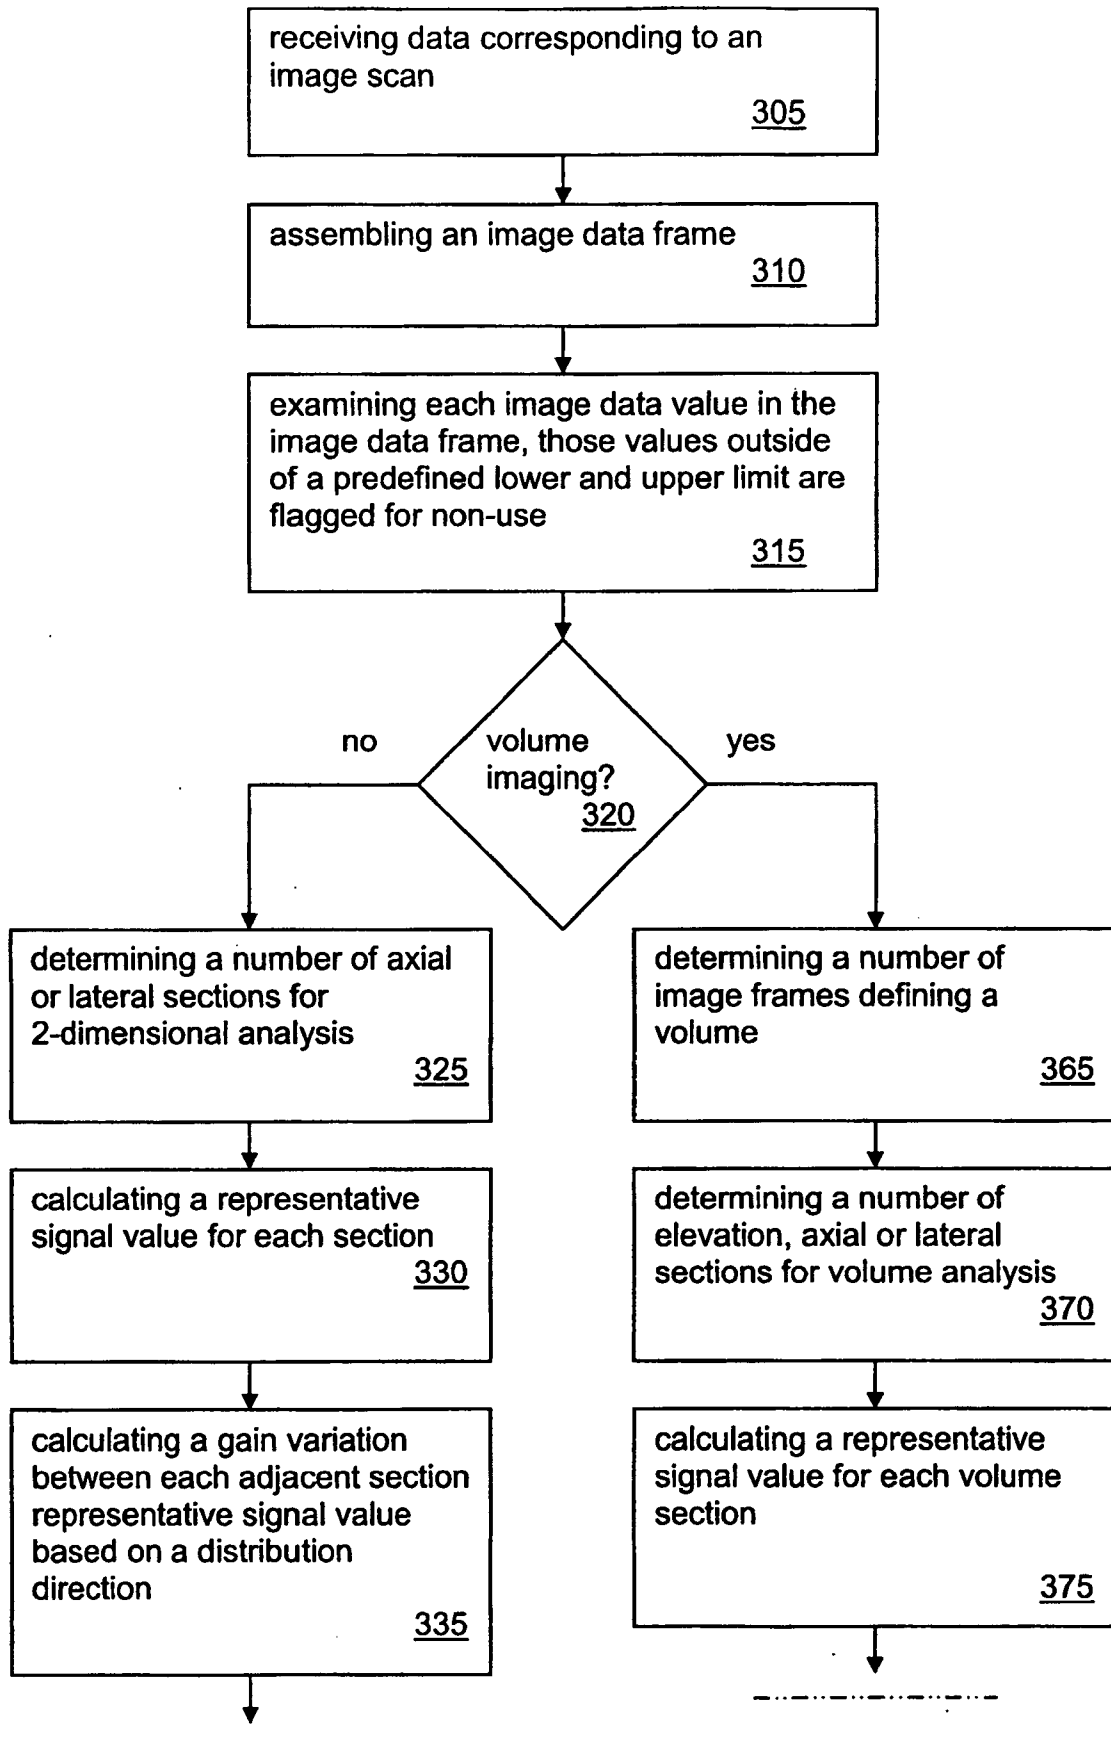 receiving data corresponding to an
image scan
305
assembling an image data frame
310
examining each image data value in the
image data frame, those values outside
of a predefined lower and upper limit are
flagged for non-use
315
volume
imaging?
320
no
yes
determining a number of axial
or lateral sections for
2-dimensional analysis
325
calculating a representative
signal value for each section
330
calculating a gain variation
between each adjacent section
representative signal value
based on a distribution
direction
335
determining a number of
image frames defining a
volume
365
determining a number of
elevation, axial or lateral
sections for volume analysis
370
calculating a representative
signal value for each volume
section
375